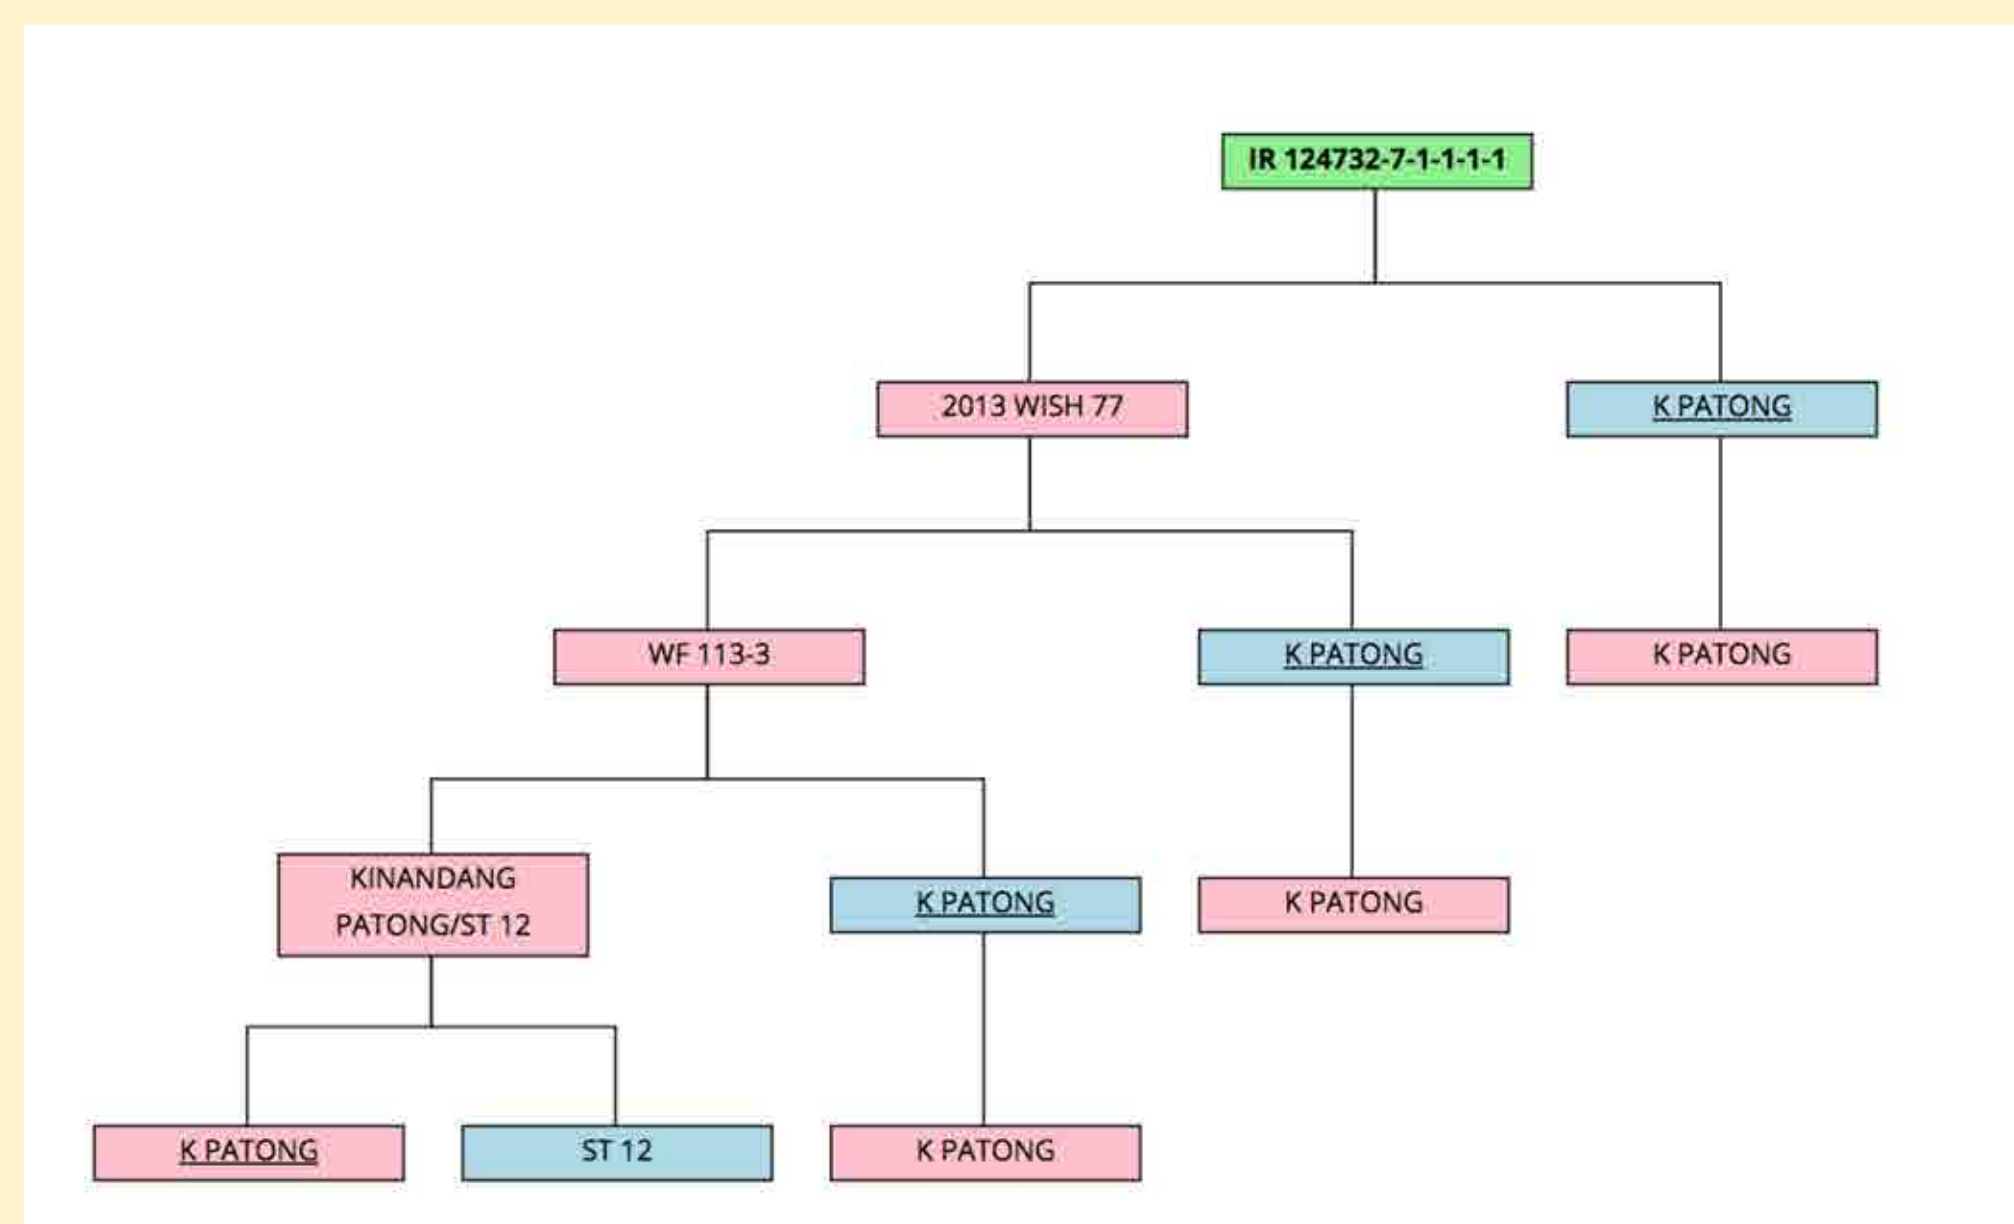 IR 124732-7-1-1-1-1
2013 WISH 77
K PATONG
WF 113-3
K PATONG
K PATONG
KINANDANG
PATONG/ST 12
K PATONG
K PATONG
K PATONG
ST 12
K PATONG